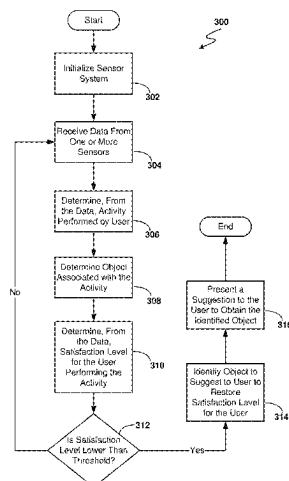 Start
300
Initialize Sensor
System
302
Receive Data From
One or More
Sensors
304
Determine, From
the Data, Activity
Performed by User
306
Determine Object
Associated with the
Activity
308
Determine, From
the Data,
Satisfaction Level
for the User
Performing the
Activity
310
Is Satisfaction
Level Lower Than
Threshold?
312
No
Yes
Identify Object to
Suggest to User to
Restore
Satisfaction Level
for the User
314
Present a
Suggestion to the
User to Obtain the
Identified Object
316
End